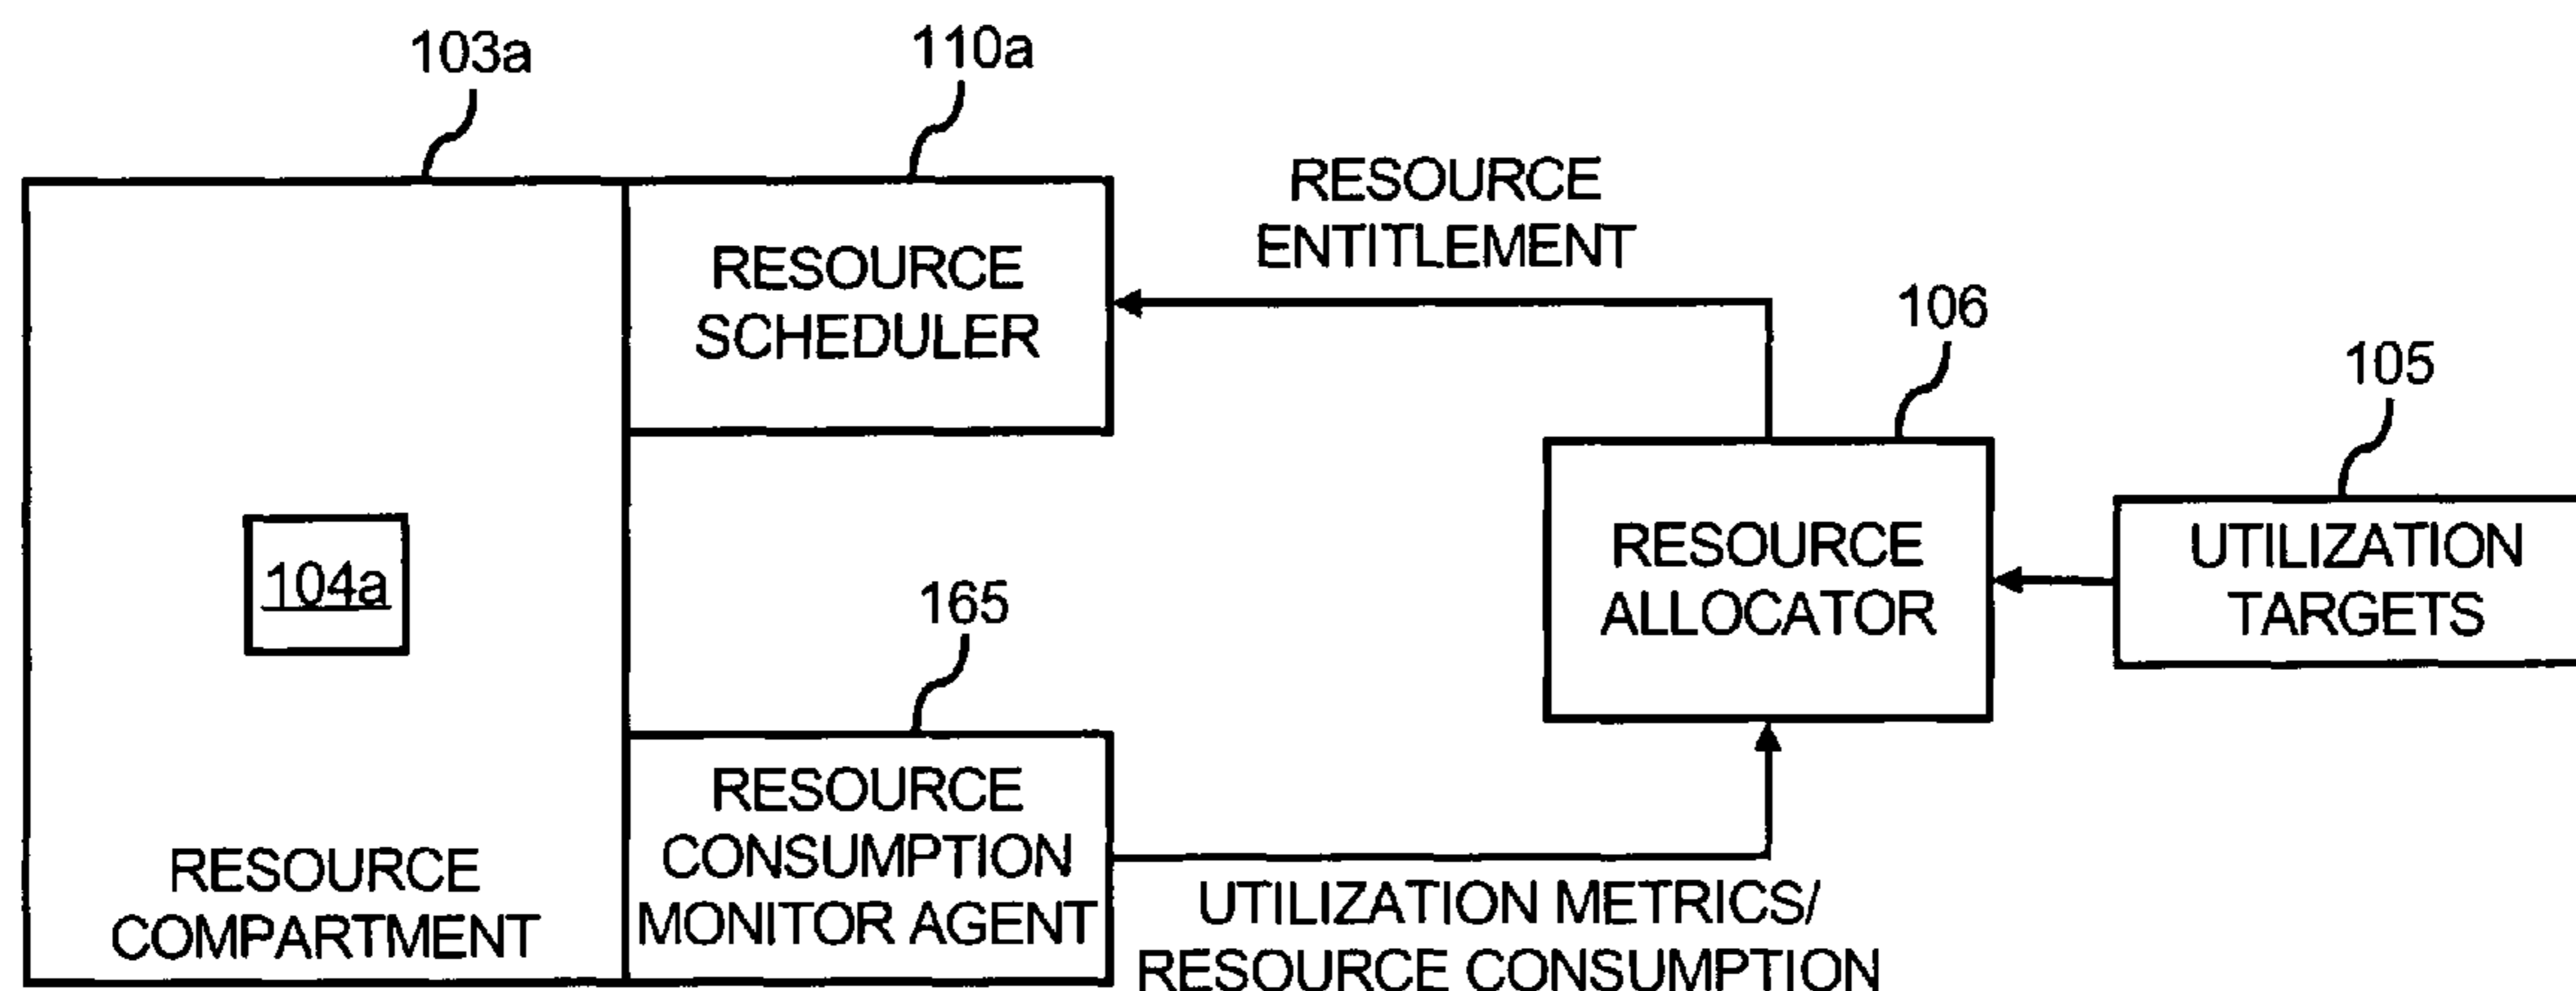 103a
110a
RESOURCE
ENTITLEMENT
RESOURCE
SCHEDULER
106
105
RESOURCE
ALLOCATOR
UTILIZATION
TARGETS
104a
165
RESOURCE
COMPARTMENT
RESOURCE
CONSUMPTION
MONITOR AGENT
UTILIZATION METRICS/
RESOURCE CONSUMPTION